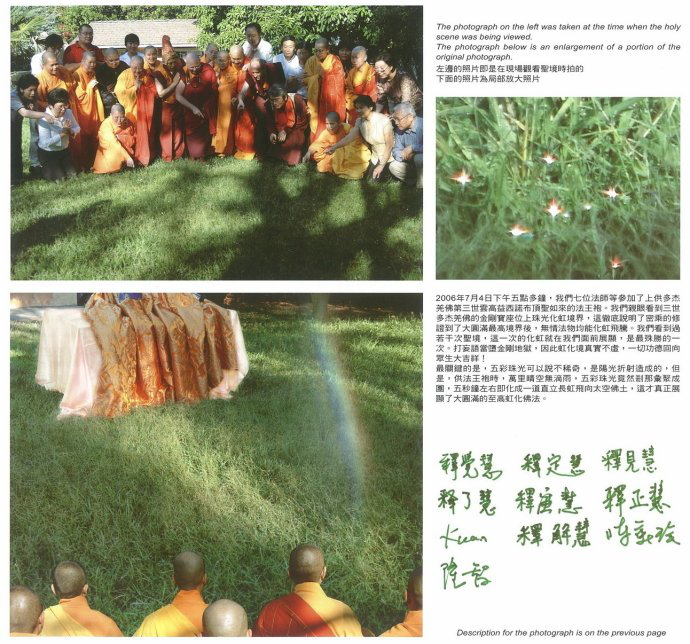 The photograph on the left was taken at the time when the holy
scene was being viewed.
The photograph below is an enlargement of a portion of the
original photograph.
左邊的照片即是在現場觀看聖境時拍的
下面的照片為局部放大照片
2006年7月4日下午五點多鐘，我們七位法師等參加了上供多杰
羌佛第三世雲高益西諾布頂聖如來的法王袍。我們親眼看到三世
多杰羌佛的金剛寶座位上珠光化虹境界，這徹底說明了密乘的修
證到了大圓滿最高境界後，無情法物均能化虹飛騰。我們看過
若干次聖境，這一次的化虹就在我們面前展顯，是最殊勝的一
次。打妄語當墮金剛地獄，因此虹化境真實不虛，一切功德回向
眾生大吉祥！
最關鍵的是，五彩珠光可以說不稀奇，是陽光折射造成的，但
是，供法王袍時，萬里晴空無滴雨，五彩珠光竟然剎那彙聚成
團，五秒鐘左右即化成一道直立長虹飛向太空佛土，這才真正展
顯了大圓滿的至高虹化佛法。
釋覺慧 釋定慧 釋見慧
释了慧 釋慧 釋正慧
Kuan 釋解慧 陳
隆慧
Description for the photograph is on the previous page